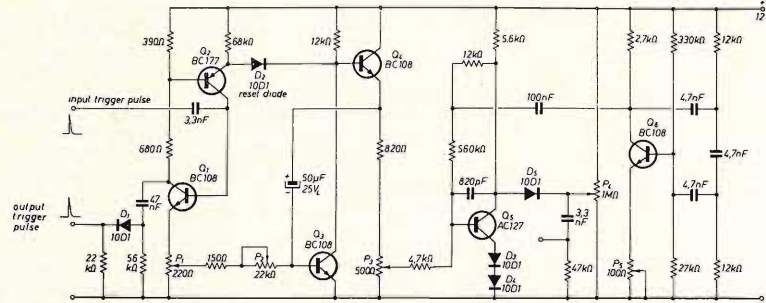 +
12
390Ω
Q2
BC177
68kΩ
D2
10D1
reset diode
12kΩ
Q4
BC108
5.6kΩ
12kΩ
2,7kΩ
330kΩ
12kΩ
input trigger pulse
3,3nF
100nF
4,7nF
680Ω
Q1
BC108
50µF
25V
820Ω
560kΩ
820pF
D5
10D1
P4
1MΩ
Q6
BC108
4,7nF
4,7nF
output
trigger
pulse
D1
10D1
47
nF
Q5
AC127
3,3
nF
22
kΩ
56
kΩ
P1
220Ω
150Ω
P2
22kΩ
Q3
BC108
P3
500Ω
4,7kΩ
D3
10D1
D4
10D1
47kΩ
P5
100Ω
27kΩ
12kΩ